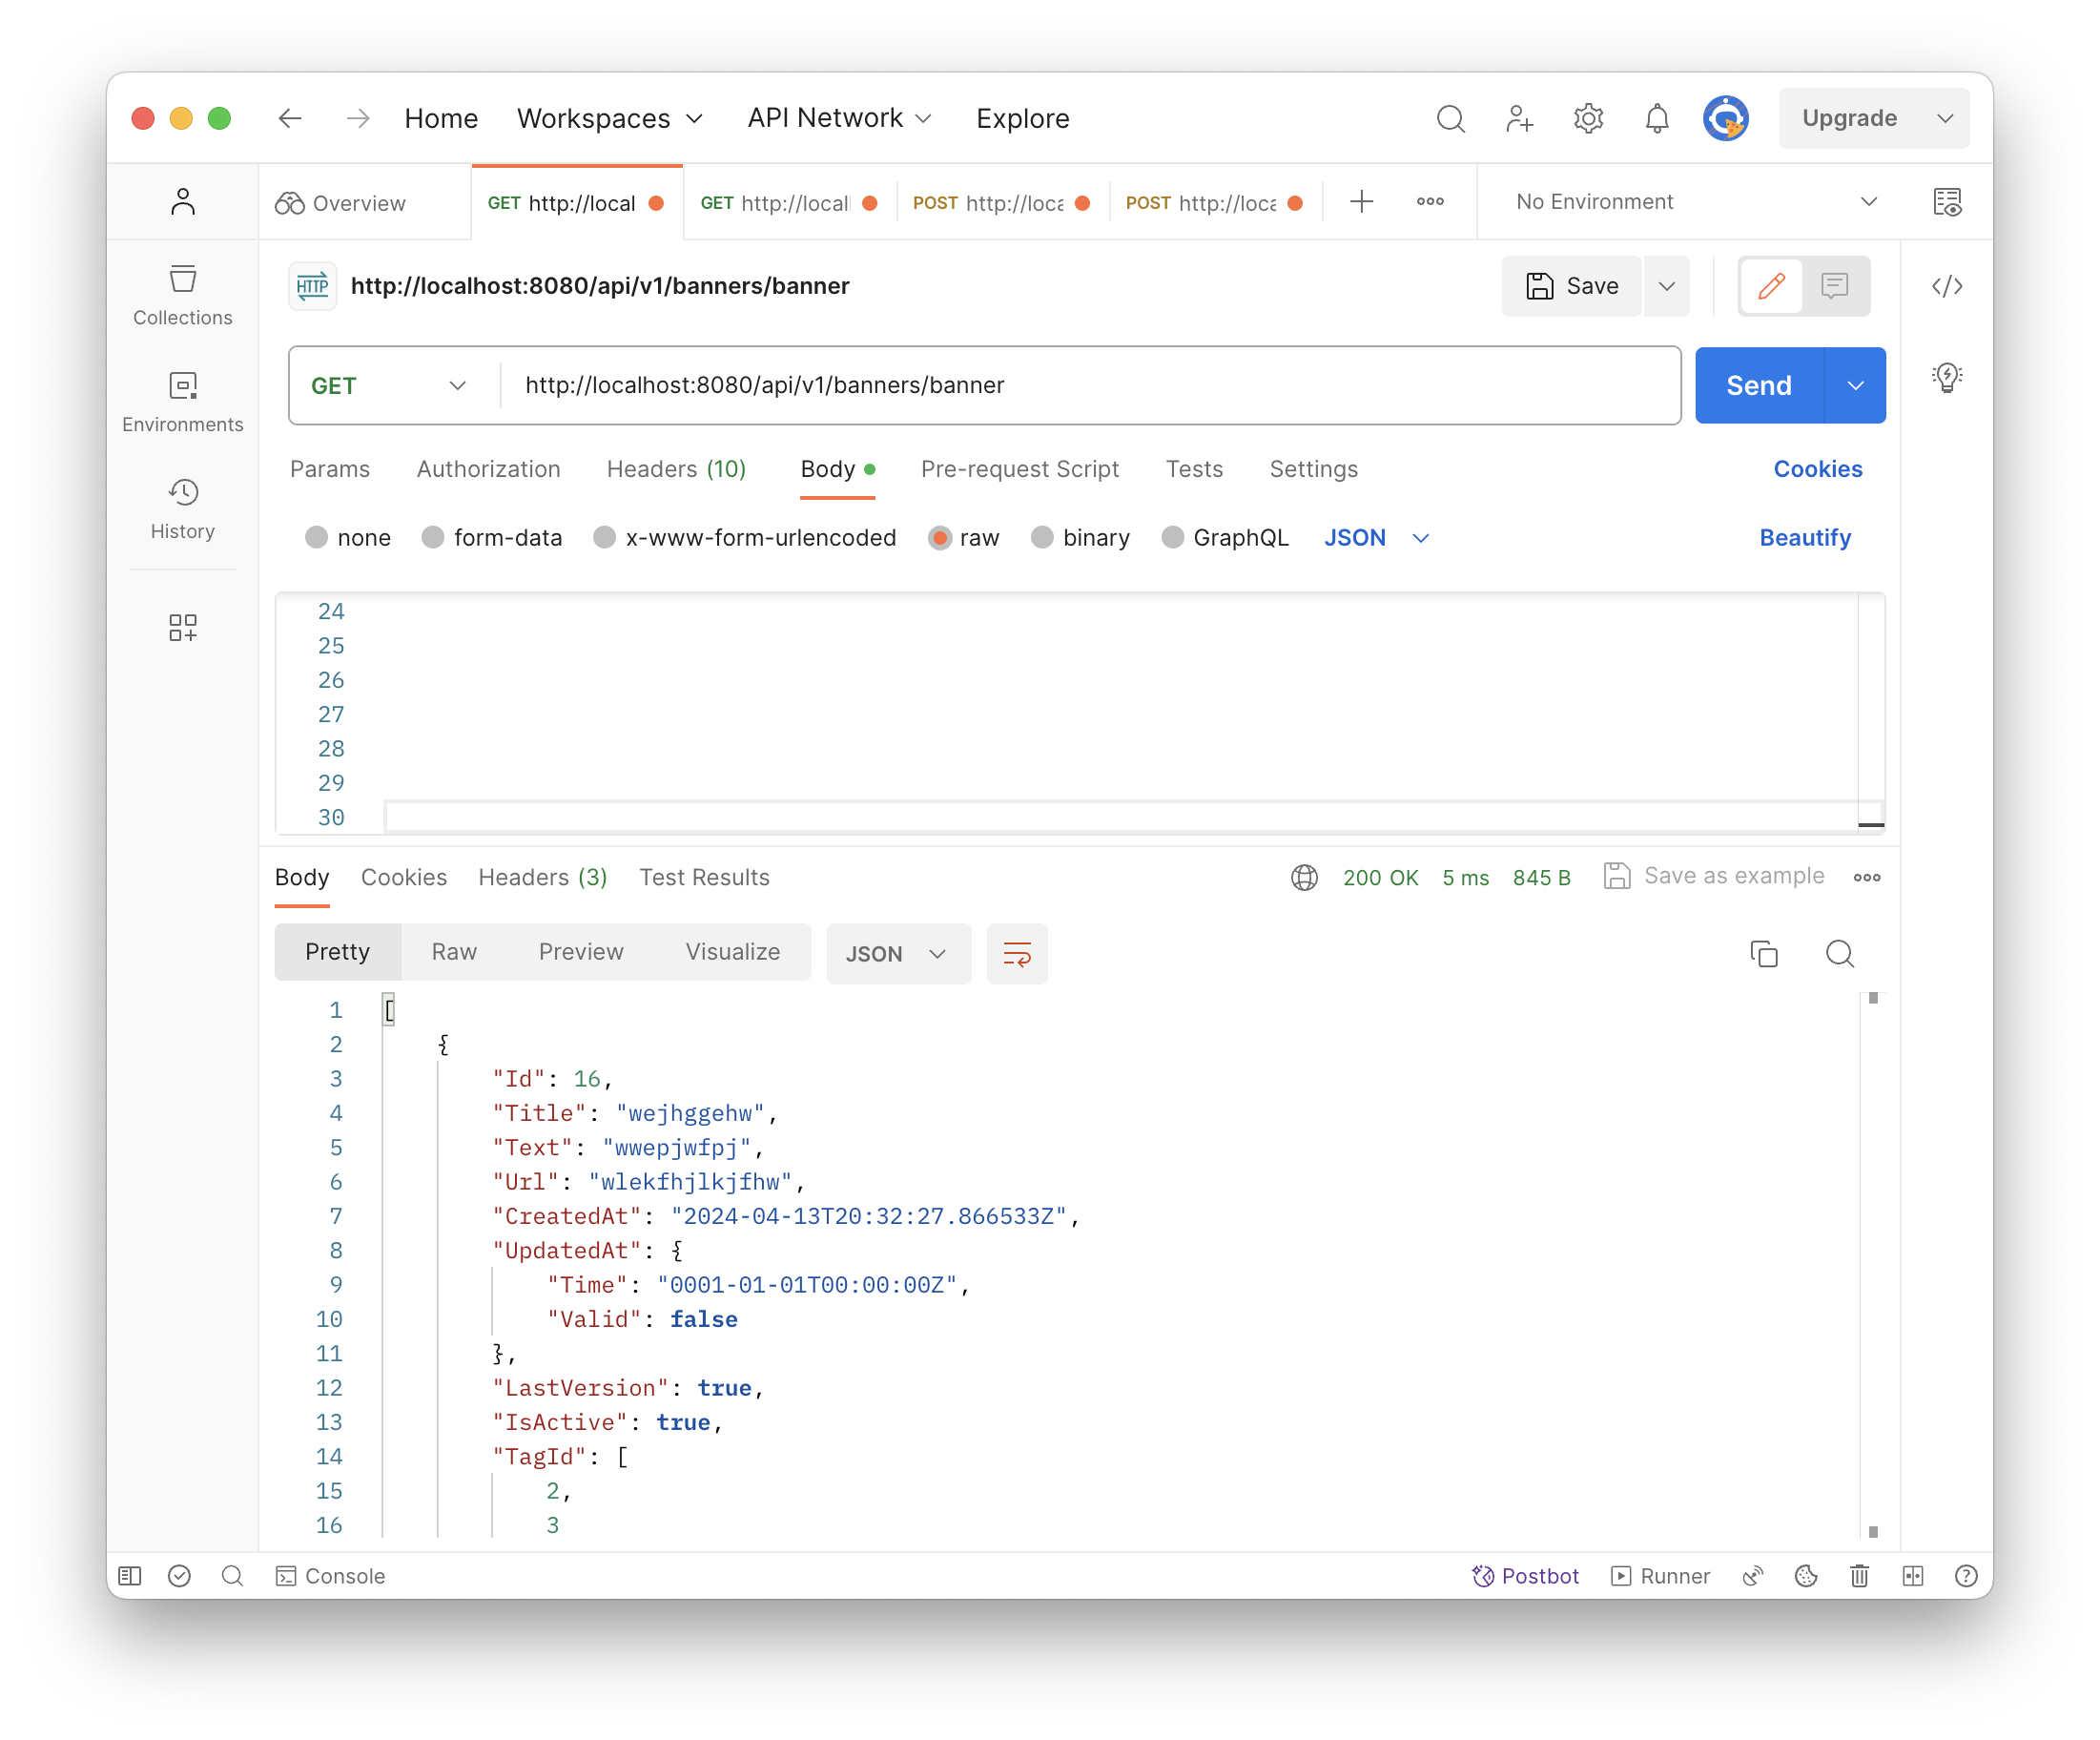 Home Workspaces API Network Explore Upgrade
Overview GET http://local GET http://local POST http://loca POST http://loca No Environment
HTTP http://localhost:8080/api/v1/banners/banner Save
Collections
GET http://localhost:8080/api/v1/banners/banner Send
Environments
Params Authorization Headers (10) Body Pre-request Script Tests Settings Cookies
History
none form-data x-www-form-urlencoded raw binary GraphQL JSON Beautify
24
25
26
27
28
29
30
Body Cookies Headers (3) Test Results 200 OK 5 ms 845 B Save as example
Pretty Raw Preview Visualize JSON
1 [
2 {
3 "Id": 16,
4 "Title": "wejhggehw",
5 "Text": "wwepjwfpj",
6 "Url": "wlekfhjlkjfhw",
7 "CreatedAt": "2024-04-13T20:32:27.866533Z",
8 "UpdatedAt": {
9 "Time": "0001-01-01T00:00:00Z",
10 "Valid": false
11 },
12 "LastVersion": true,
13 "IsActive": true,
14 "TagId": [
15 2,
16 3
Console Postbot Runner